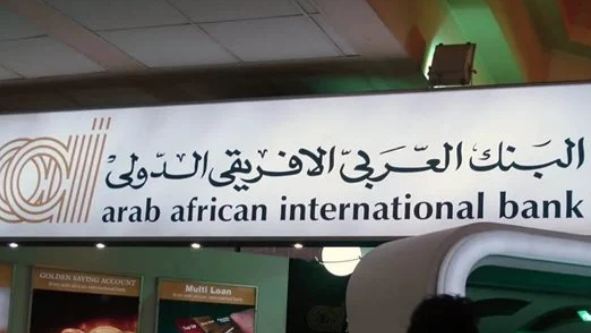 البنك العربي الافريقي الدولي
arab african international bank
GOLDEN SAVING ACCOUNT
Multi Loan